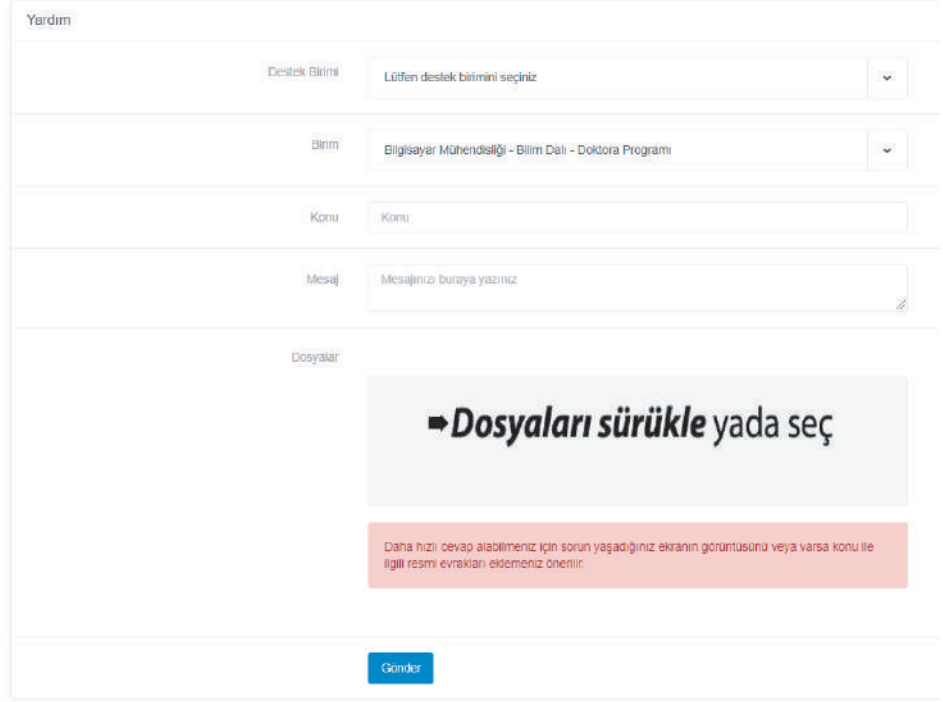 Yardım
Destek Birimi
Lütfen destek birimini seçiniz
Birim
Bilgisayar Mühendisliği - Bilim Dalı - Doktora Programı
Konu
Konu
Mesaj
Mesajınızı buraya yazınız
Dosyalar
➨Dosyaları sürükle yada seç
Daha hızlı cevap alabilmeniz için sorun yaşadığınız ekranın görüntüsünü veya varsa konu ile
ilgili resmi evrakları eklemeniz önerilir.
Gönder